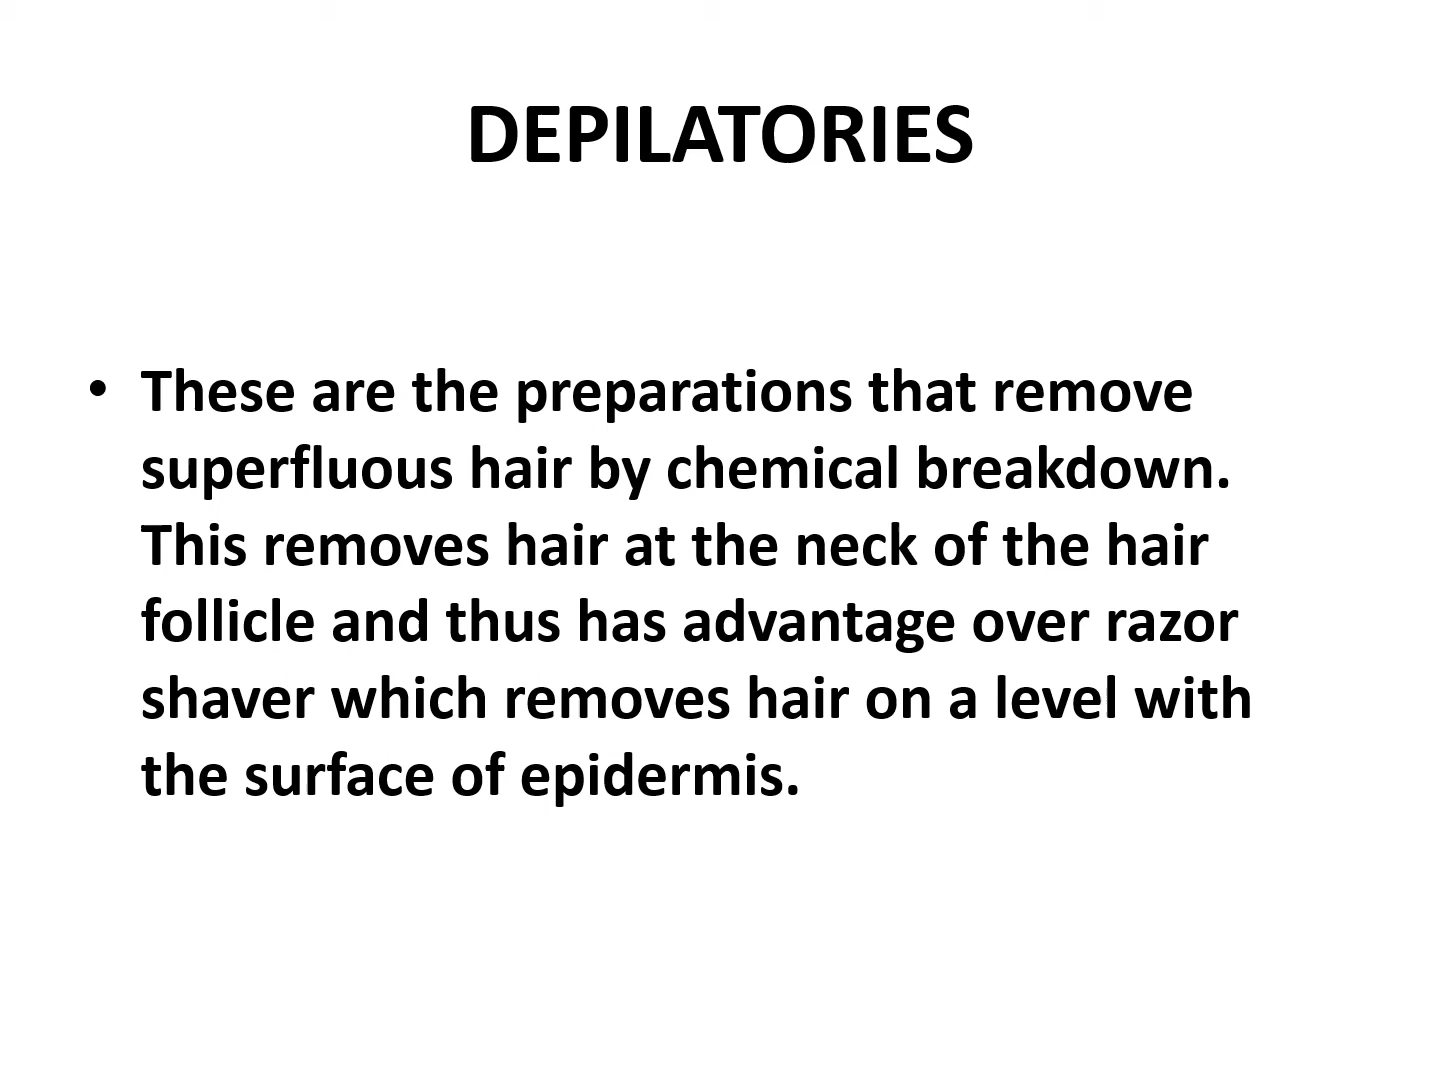 DEPILATORIES
• These are the preparations that remove
superfluous hair by chemical breakdown.
This removes hair at the neck of the hair
follicle and thus has advantage over razor
shaver which removes hair on a level with
the surface of epidermis.